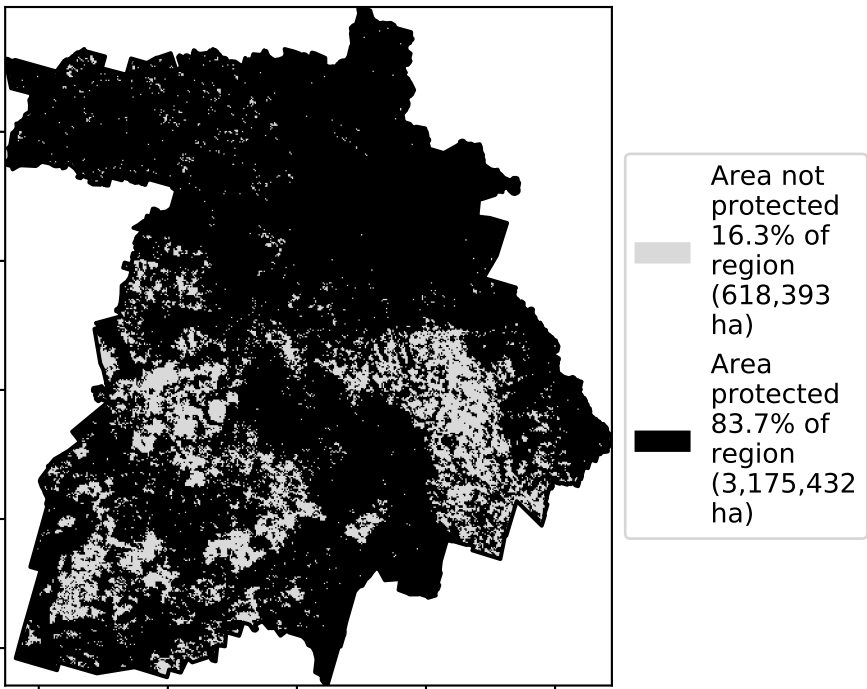 Area not
protected
16.3% of
region
(618,393
ha)
Area
protected
83.7% of
region
(3,175,432
ha)